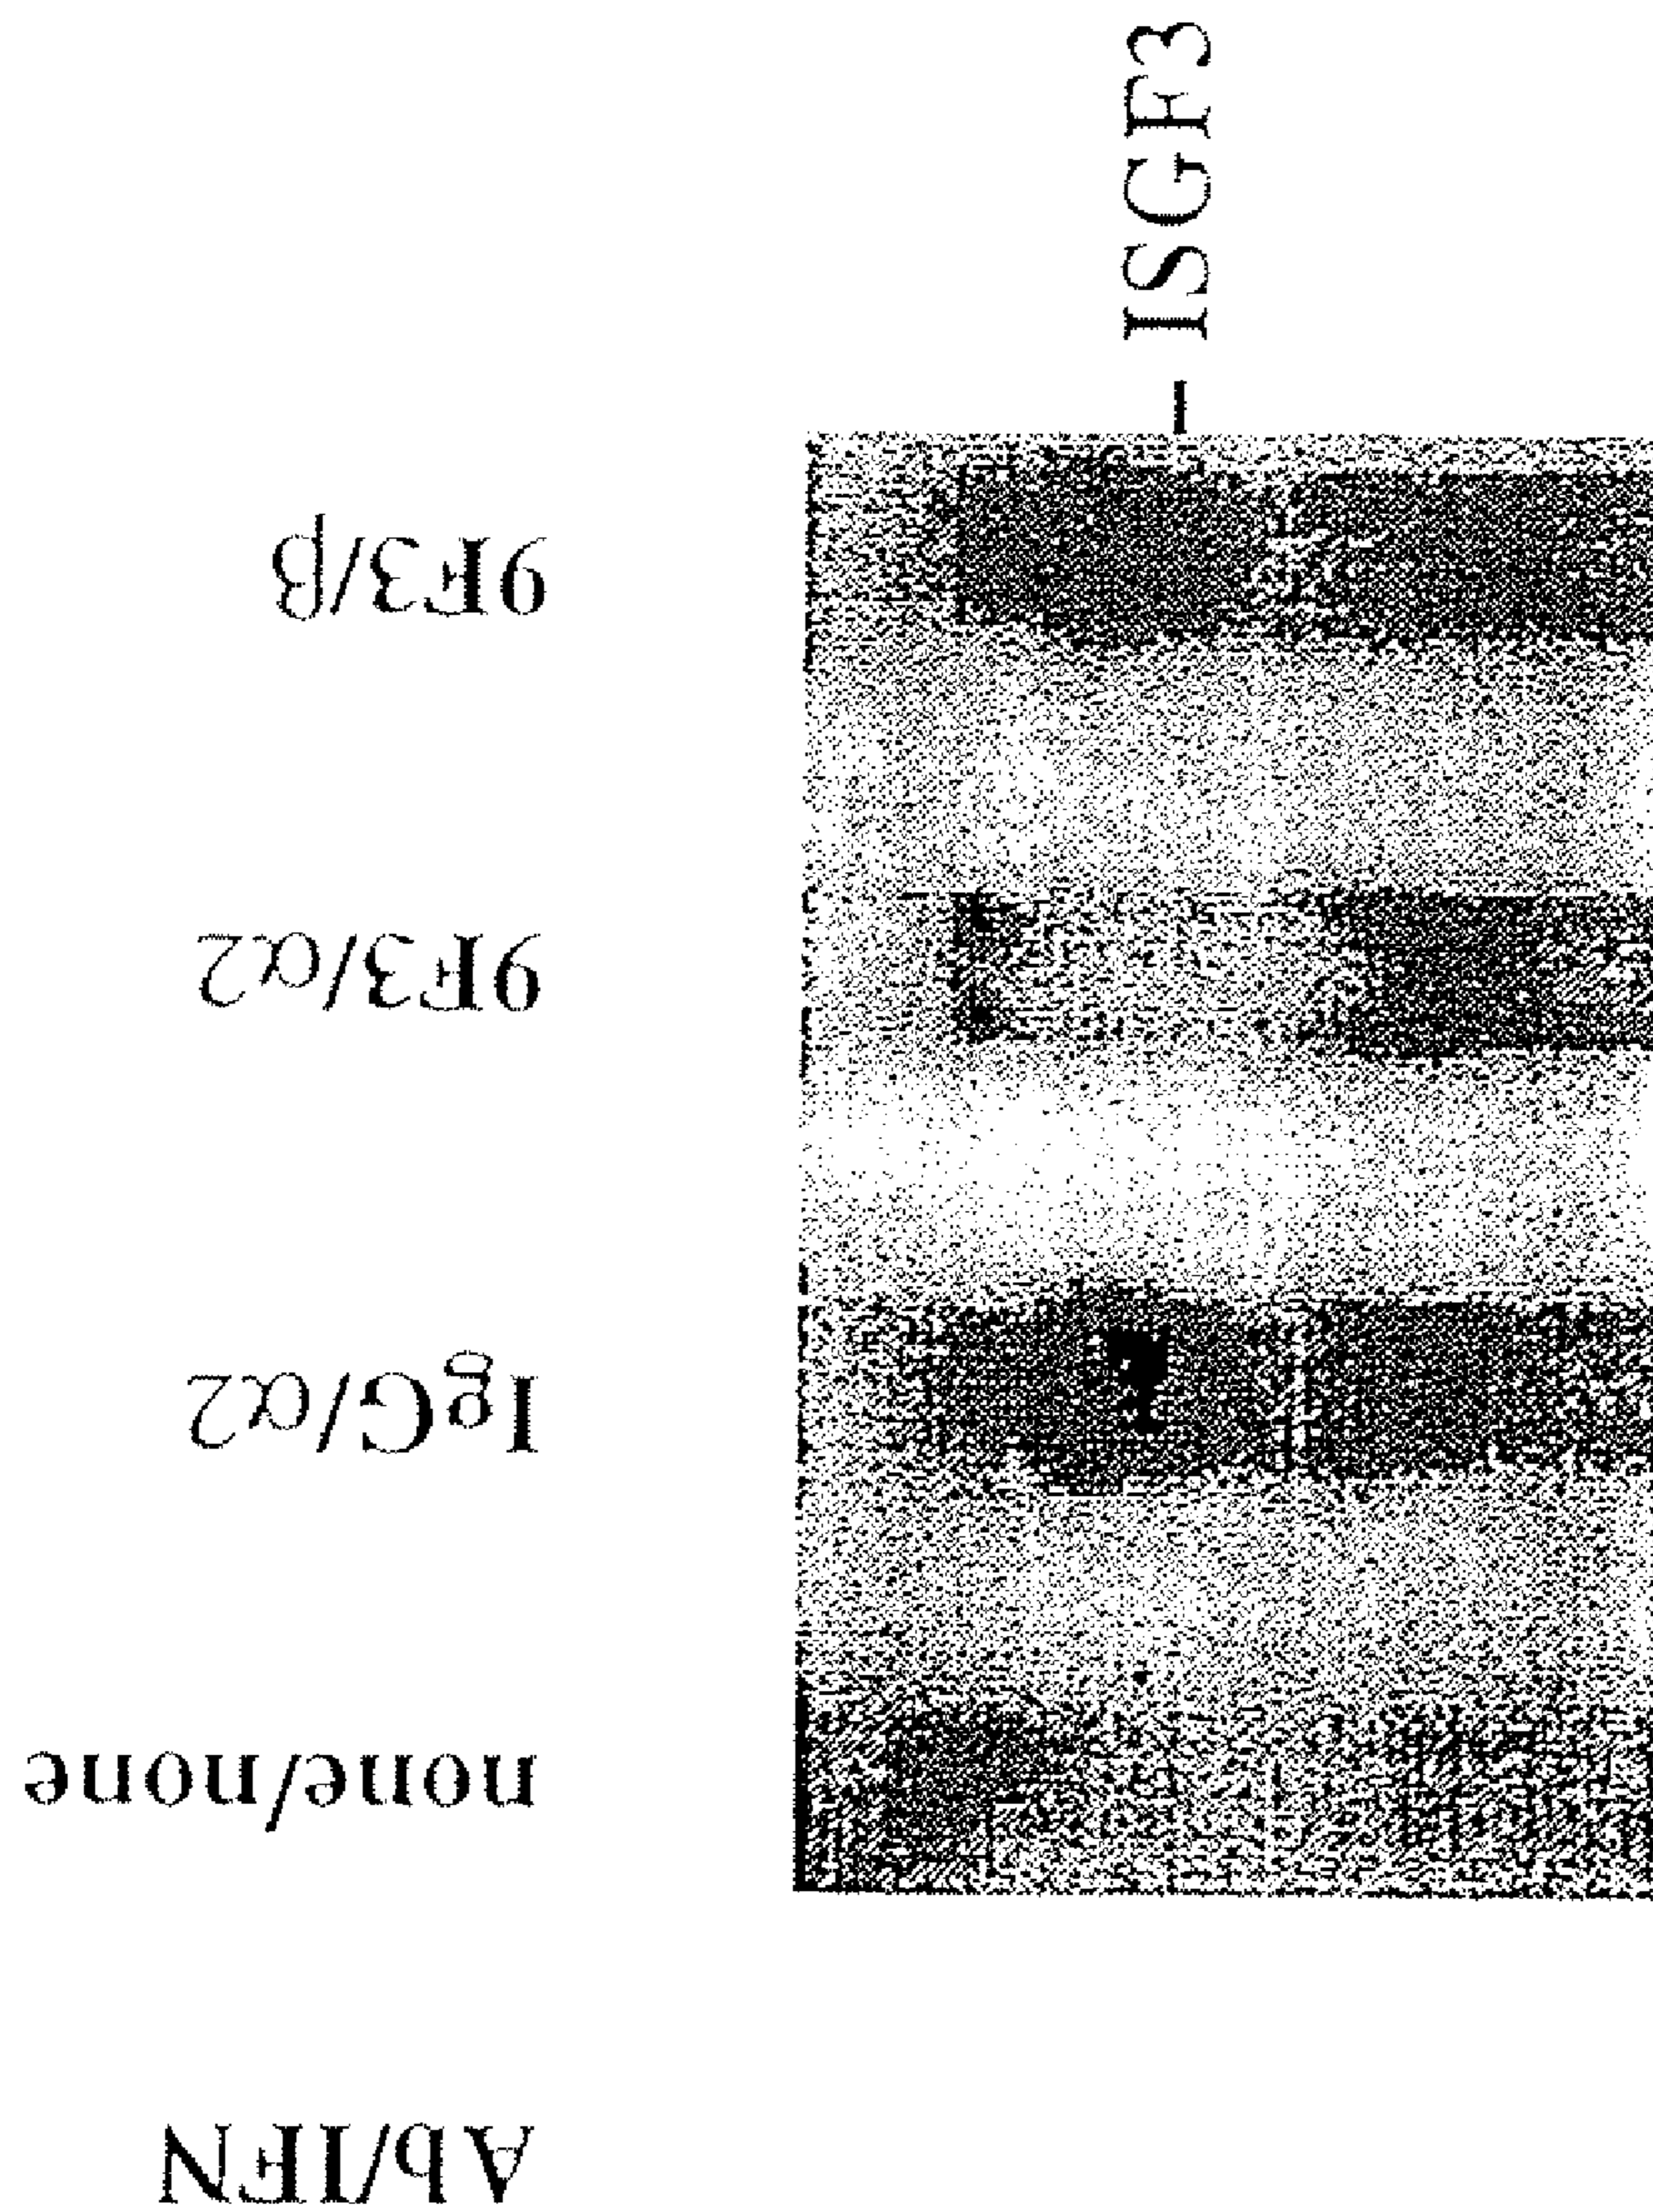 Ab/IFN
none/none
IgG/α2
9F3/α2
9F3/β
– ISGF3